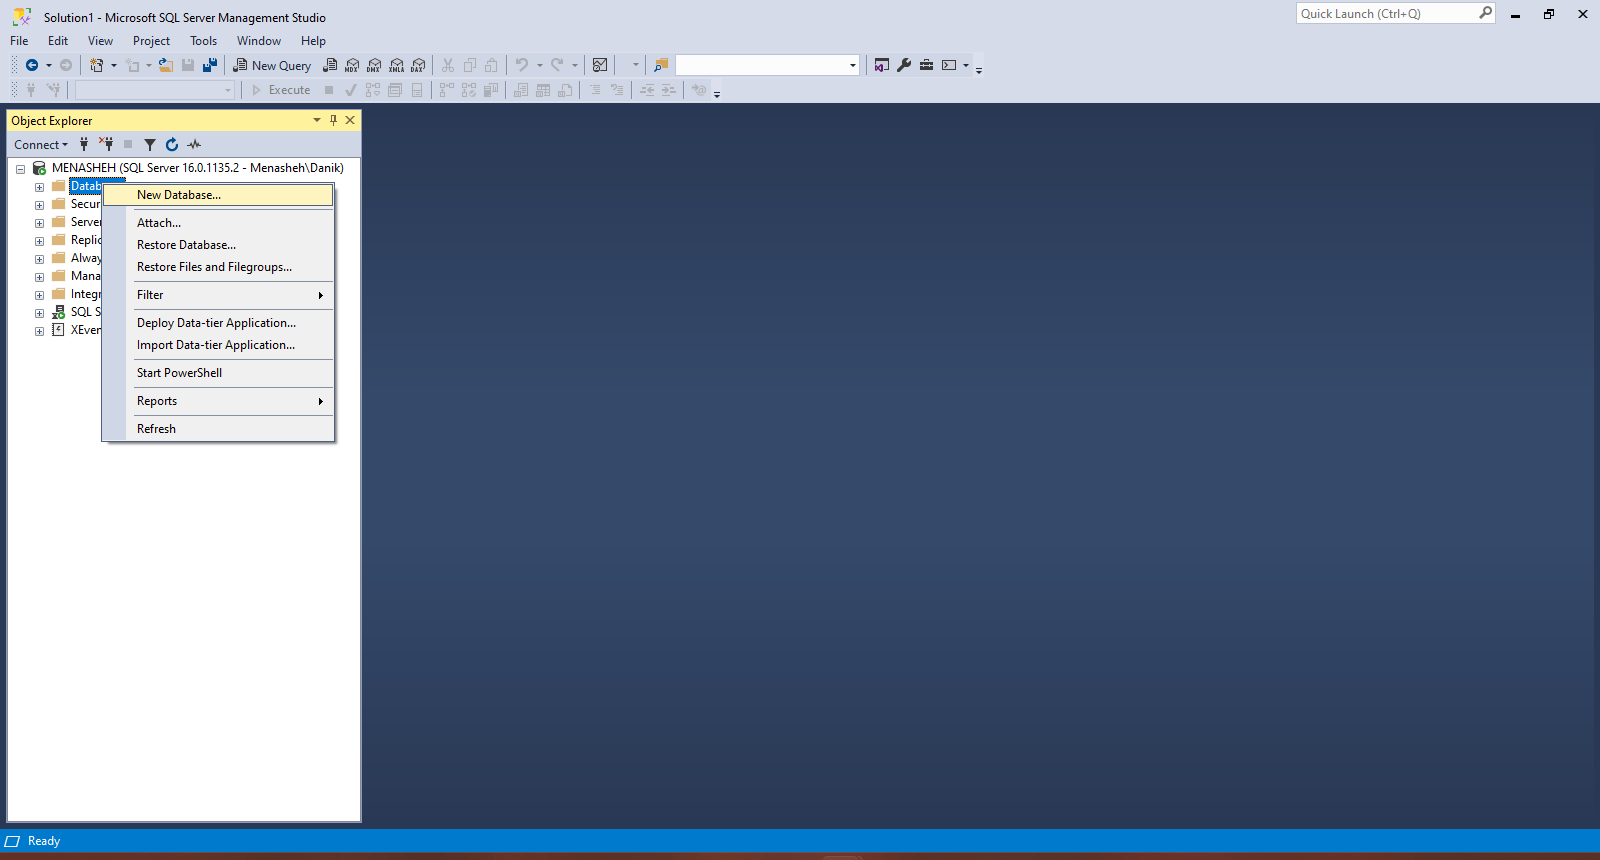 Solution1 - Microsoft SQL Server Management Studio
Quick Launch (Ctrl+Q)
File Edit View Project Tools Window Help
New Query MDX DMX XMLA DAX
Execute
Object Explorer
Connect
MENASHEH (SQL Server 16.0.1135.2 - Menasheh\Danik)
Datab
Secur
Server
Replic
Alway
Mana
Integr
SQL S
XEven
New Database...
Attach...
Restore Database...
Restore Files and Filegroups...
Filter
Deploy Data-tier Application...
Import Data-tier Application...
Start PowerShell
Reports
Refresh
Ready